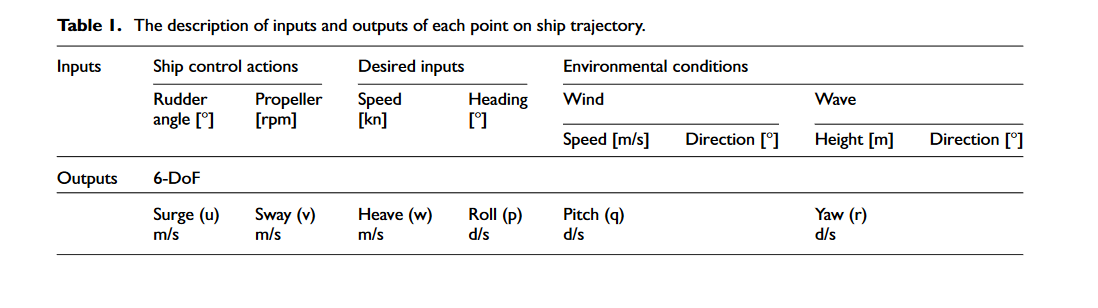 Table 1. The description of inputs and outputs of each point on ship trajectory.
Inputs Ship control actions Desired inputs Environmental conditions
Rudder angle [°] Propeller [rpm] Speed [kn] Heading [°] Wind Wave
Speed [m/s] Direction [°] Height [m] Direction [°]
Outputs 6-DoF
Surge (u) Sway (v) Heave (w) Roll (p) Pitch (q) Yaw (r)
m/s m/s m/s d/s d/s d/s